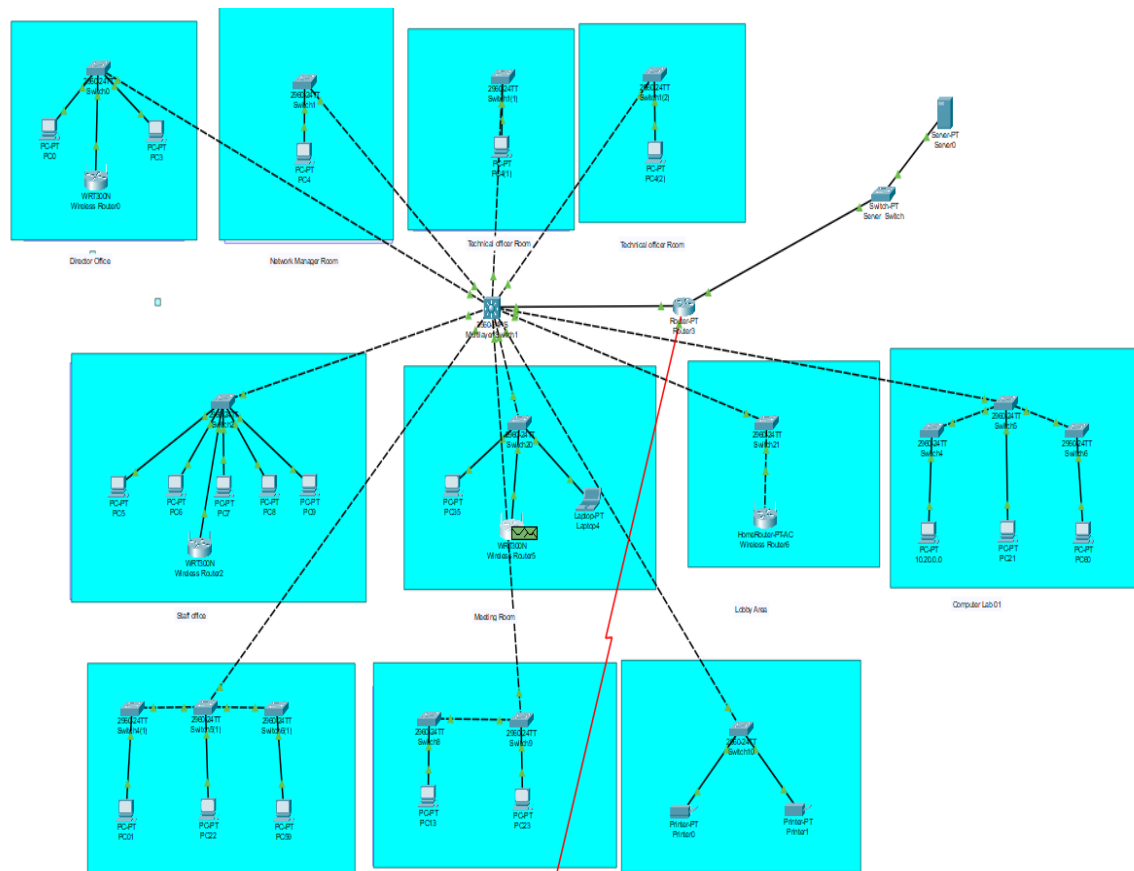 2960-24TT
Switch0
PC-PT
PC0
PC-PT
PC3
WRT300N
Wireless Router0
Director Office
2960-24TT
Switch1
PC-PT
PC4
Network Manager Room
2960-24TT
Switch1(1)
PC-PT
PC4(1)
Technical officer Room
2960-24TT
Switch1(2)
PC-PT
PC4(2)
Technical officer Room
Server-PT
Server0
Switch-PT
Server Switch
Multilayer Switch1
Router-PT
Router3
2960-24TT
Switch2
PC-PT
PC5
PC-PT
PC6
PC-PT
PC7
PC-PT
PC8
PC-PT
PC9
WRT300N
Wireless Router2
Staff office
2960-24TT
Switch20
PC-PT
PC35
Laptop-PT
Laptop4
WRT300N
Wireless Router5
Meeting Room
2960-24TT
Switch21
HomeRouter-PT-AC
Wireless Router6
Lobby Area
2960-24TT
Switch5
2960-24TT
Switch4
2960-24TT
Switch6
PC-PT
10.20.0.0
PC-PT
PC21
PC-PT
PC60
Computer Lab 01
2960-24TT
Switch4(1)
2960-24TT
Switch5(1)
2960-24TT
Switch6(1)
PC-PT
PC01
PC-PT
PC22
PC-PT
PC59
2960-24TT
Switch8
2960-24TT
Switch9
PC-PT
PC13
PC-PT
PC23
2960-24TT
Switch10
Printer-PT
Printer0
Printer-PT
Printer1